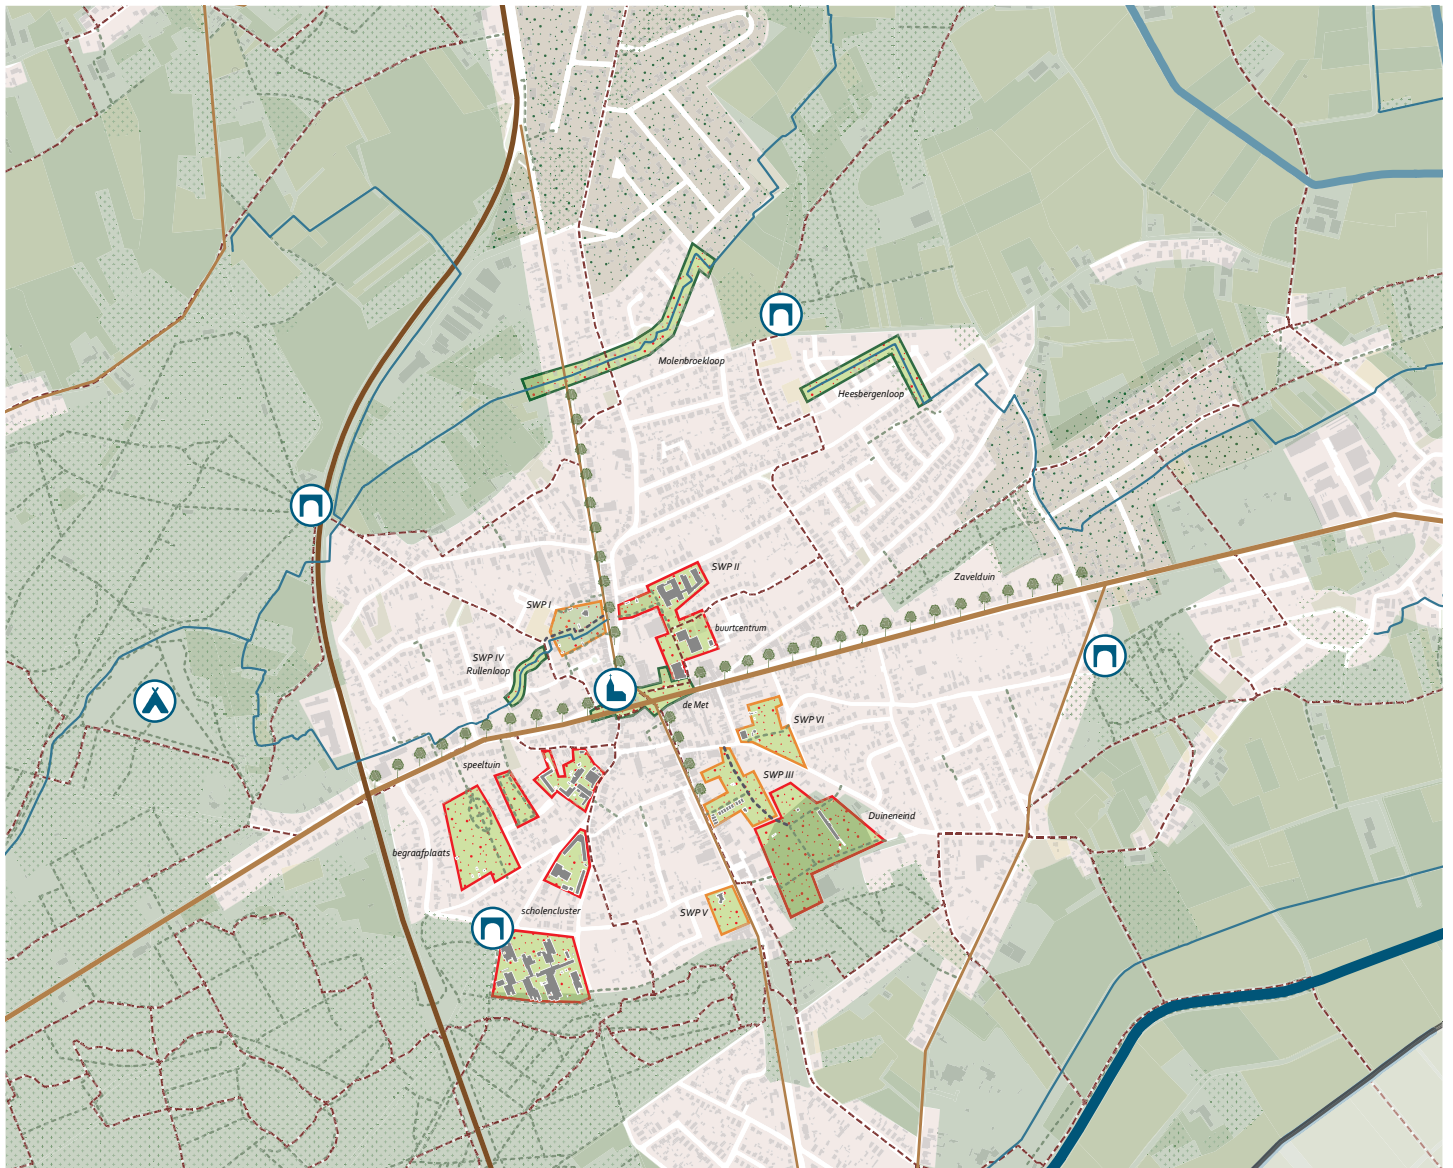 Molenbroekloop
Heesbergenloop
SWP II
Zavelduin
SWP I
buurtcentrum
SWP IV
Rullenloop
de Met
SWP VI
speeltuin
SWP III
Duineneind
begraafplaats
scholencluster
SWP V